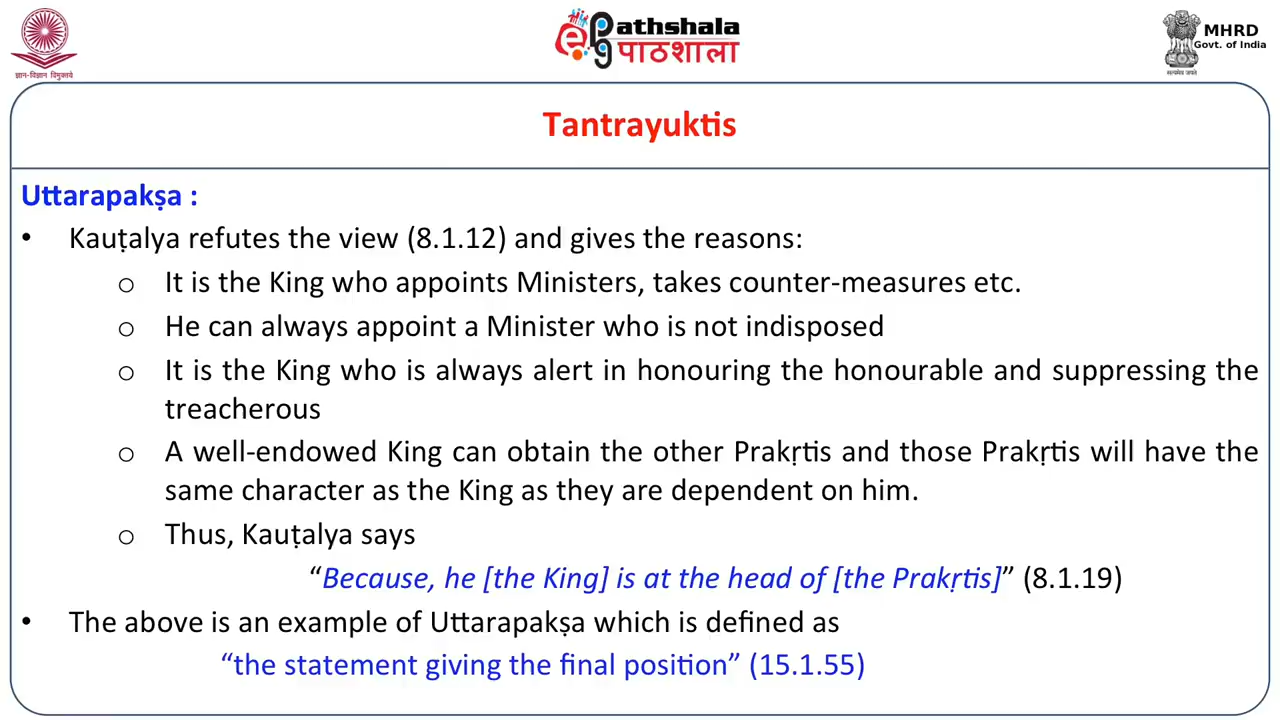 ज्ञान-विज्ञान विमुक्तये
ePG Pathshala
पाठशाला
MHRD
Govt. of India
सत्यमेव जयते
Tantrayuktis
Uttarapakṣa :
• Kauṭalya refutes the view (8.1.12) and gives the reasons:
o It is the King who appoints Ministers, takes counter-measures etc.
o He can always appoint a Minister who is not indisposed
o It is the King who is always alert in honouring the honourable and suppressing the
treacherous
o A well-endowed King can obtain the other Prakṛtis and those Prakṛtis will have the
same character as the King as they are dependent on him.
o Thus, Kauṭalya says
“Because, he [the King] is at the head of [the Prakṛtis]” (8.1.19)
• The above is an example of Uttarapakṣa which is defined as
“the statement giving the final position” (15.1.55)